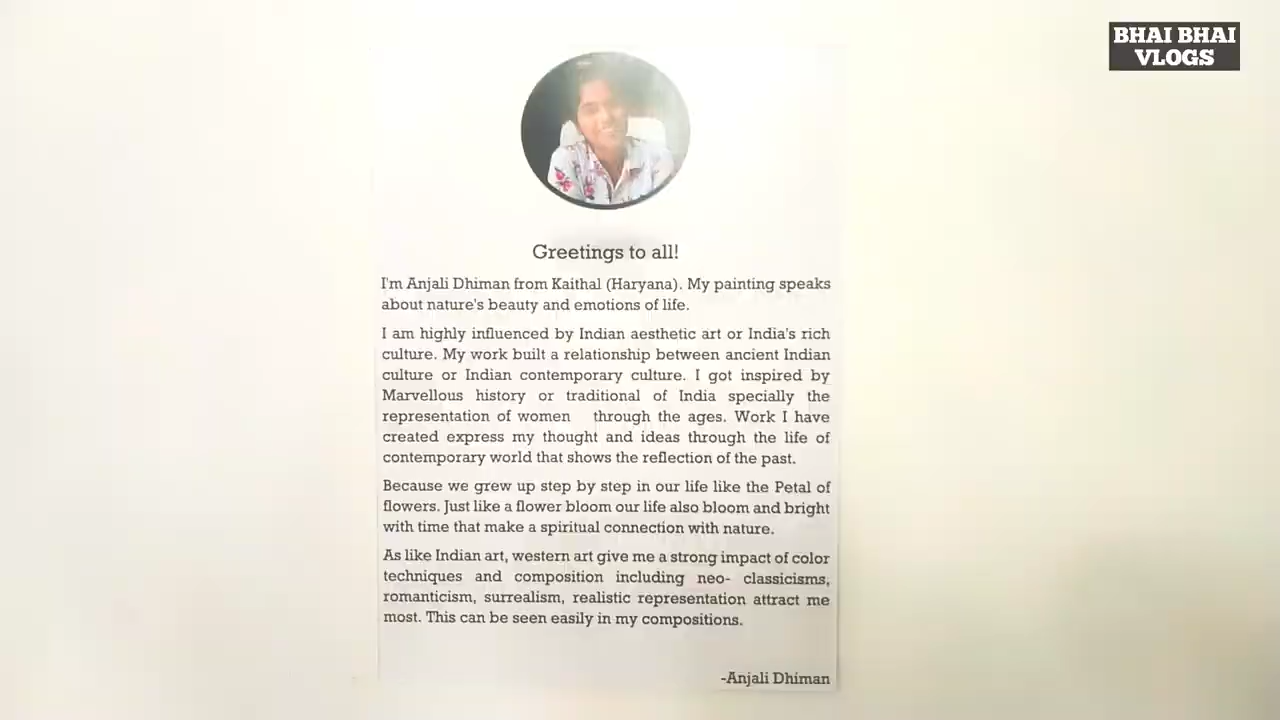 BHAI BHAI
VLOGS
Greetings to all!
I'm Anjali Dhiman from Kaithal (Haryana). My painting speaks
about nature's beauty and emotions of life.
I am highly influenced by Indian aesthetic art or India's rich
culture. My work built a relationship between ancient Indian
culture or Indian contemporary culture. I got inspired by
Marvellous history or traditional of India specially the
representation of women through the ages. Work I have
created express my thought and ideas through the life of
contemporary world that shows the reflection of the past.
Because we grew up step by step in our life like the Petal of
flowers. Just like a flower bloom our life also bloom and bright
with time that make a spiritual connection with nature.
As like Indian art, western art give me a strong impact of color
techniques and composition including neo- classicisms,
romanticism, surrealism, realistic representation attract me
most. This can be seen easily in my compositions.
-Anjali Dhiman